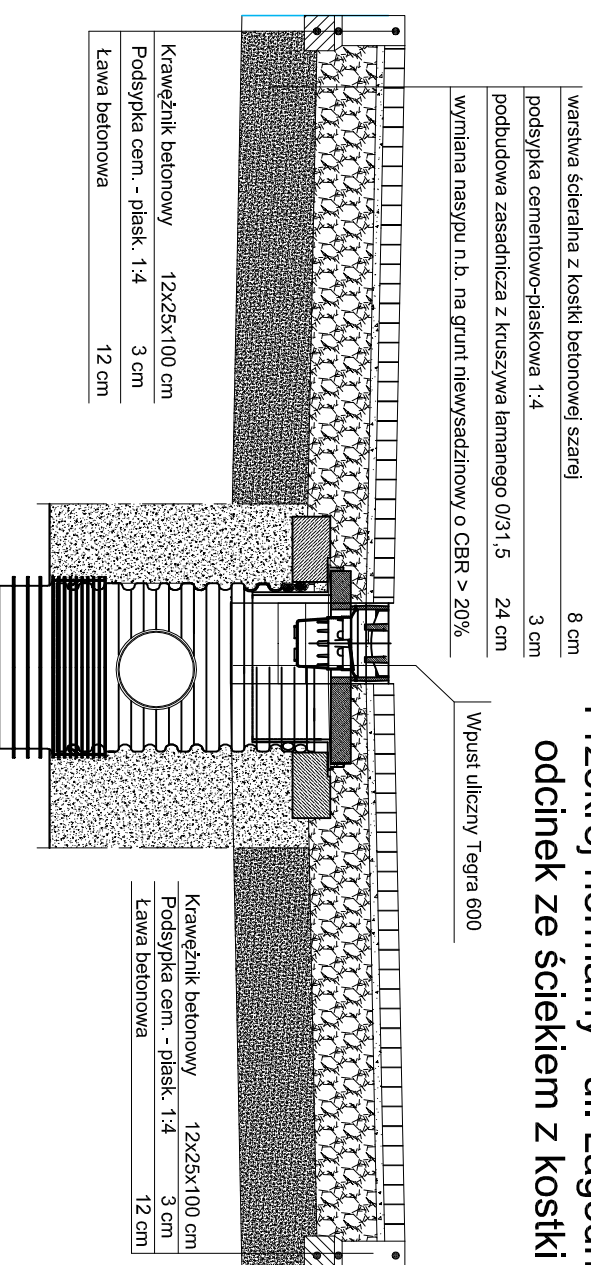 odcinek ze ściekiem z kostki
warstwa ścieralna z kostki betonowej szarej 8 cm
podsypka cementowo-piaskowa 1:4 3 cm
podbudowa zasadnicza z kruszywa łamanego 0/31,5 24 cm
wymiana nasypu n.b. na grunt niewysadzinowy o CBR > 20%
Wpust uliczny Tegra 600
Krawężnik betonowy 12x25x100 cm
Podsypka cem. - piask. 1:4 3 cm
Ława betonowa 12 cm
Krawężnik betonowy 12x25x100 cm
Podsypka cem. - piask. 1:4 3 cm
Ława betonowa 12 cm